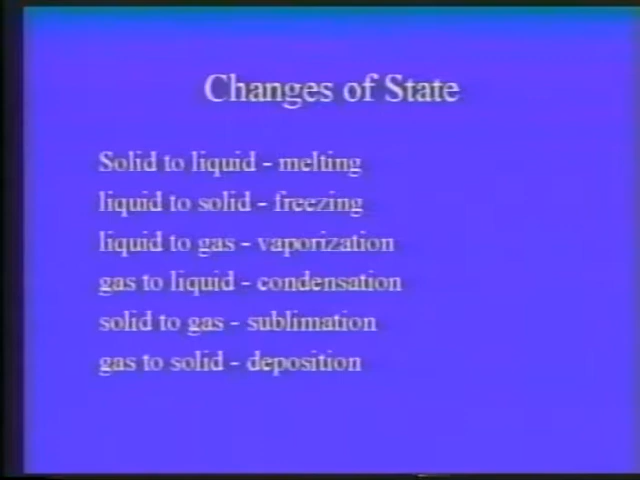 Changes of State
Solid to liquid - melting
liquid to solid - freezing
liquid to gas - vaporization
gas to liquid - condensation
solid to gas - sublimation
gas to solid - deposition